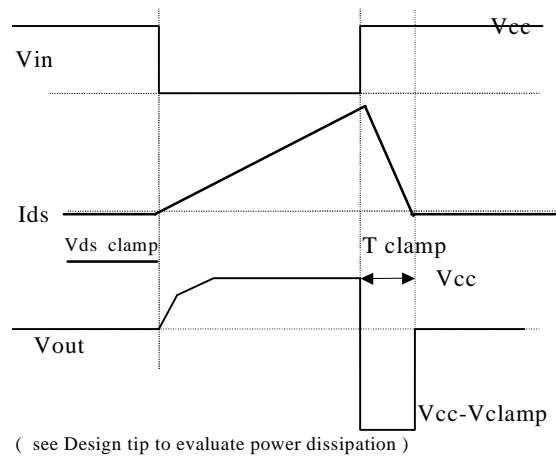 Vcc
Vin
Ids
Vds clamp
T clamp
Vcc
Vout
Vcc-Vclamp
( see Design tip to evaluate power dissipation )